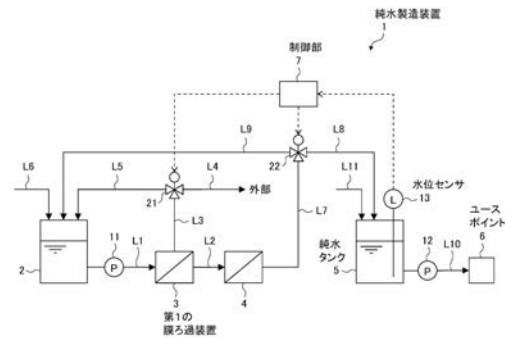 純水製造装置
1
制御部
7
L9
L8
22
L6
L5
L4
L11
21
外部
水位センサ
L
13
L3
L7
ユース
ポイント
6
11
L1
L2
純水
タンク
12
P
P
L10
2
3
4
5
第1の
膜ろ過装置